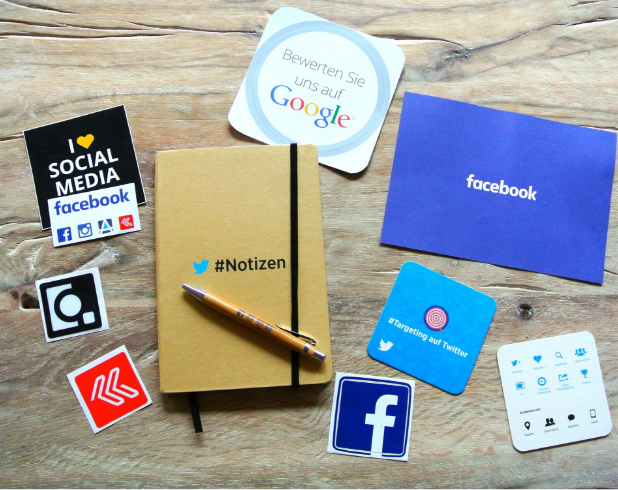 Bewerten Sie
uns auf
Google
I
SOCIAL
MEDIA
facebook
facebook
#Notizen
#Targeting auf Twitter